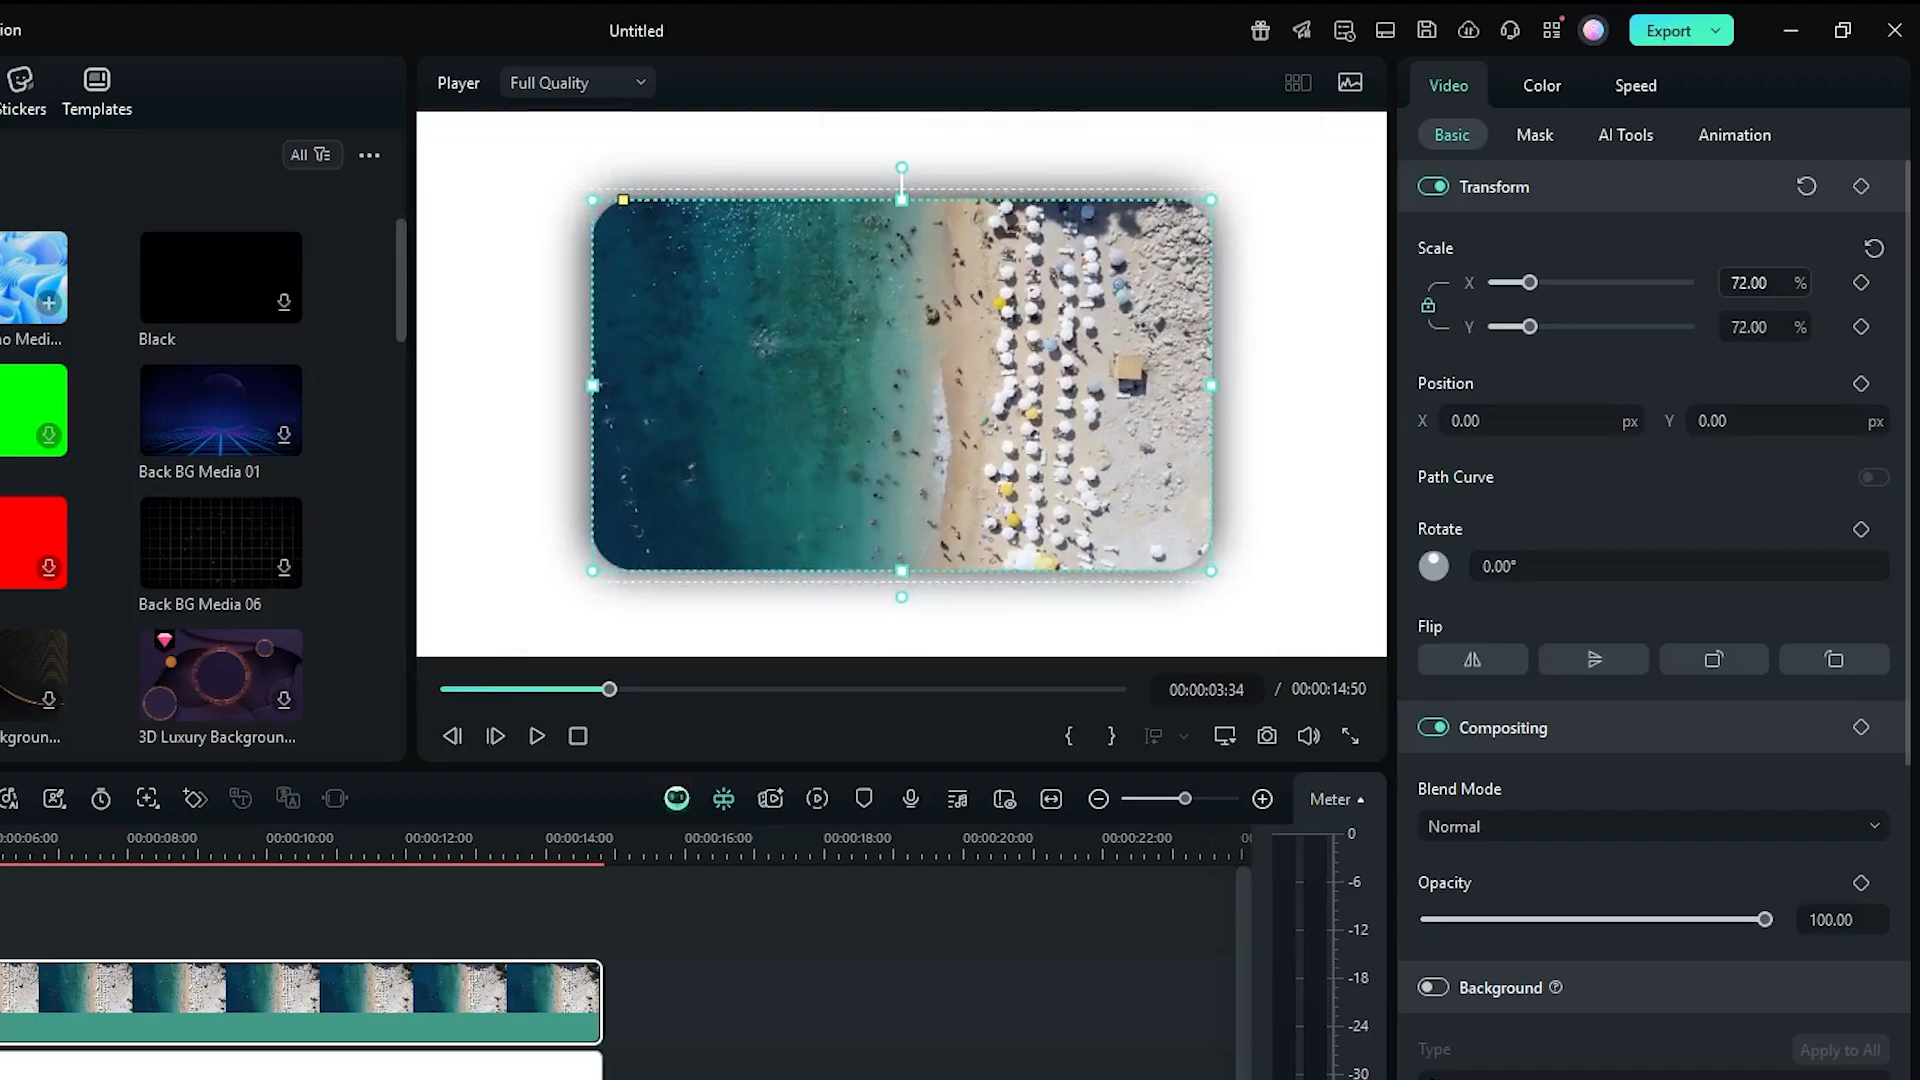 ion
Untitled
Export
Stickers
Templates
Player
Full Quality
Video
Color
Speed
Basic
Mask
AI Tools
Animation
All
Transform
Scale
X
72.00
%
Y
72.00
%
o Medi...
Black
Position
X
0.00
px
Y
0.00
px
Back BG Media 01
Path Curve
Rotate
0.00°
Back BG Media 06
Flip
kgroun...
3D Luxury Backgroun...
00:00:03:34
/
00:00:14:50
Compositing
Blend Mode
Normal
Meter
0:00:06:00
00:00:08:00
00:00:10:00
00:00:12:00
00:00:14:00
00:00:16:00
00:00:18:00
00:00:20:00
00:00:22:00
00
0
-6
-12
-18
-24
-30
Opacity
100.00
Background
Type
Apply to All